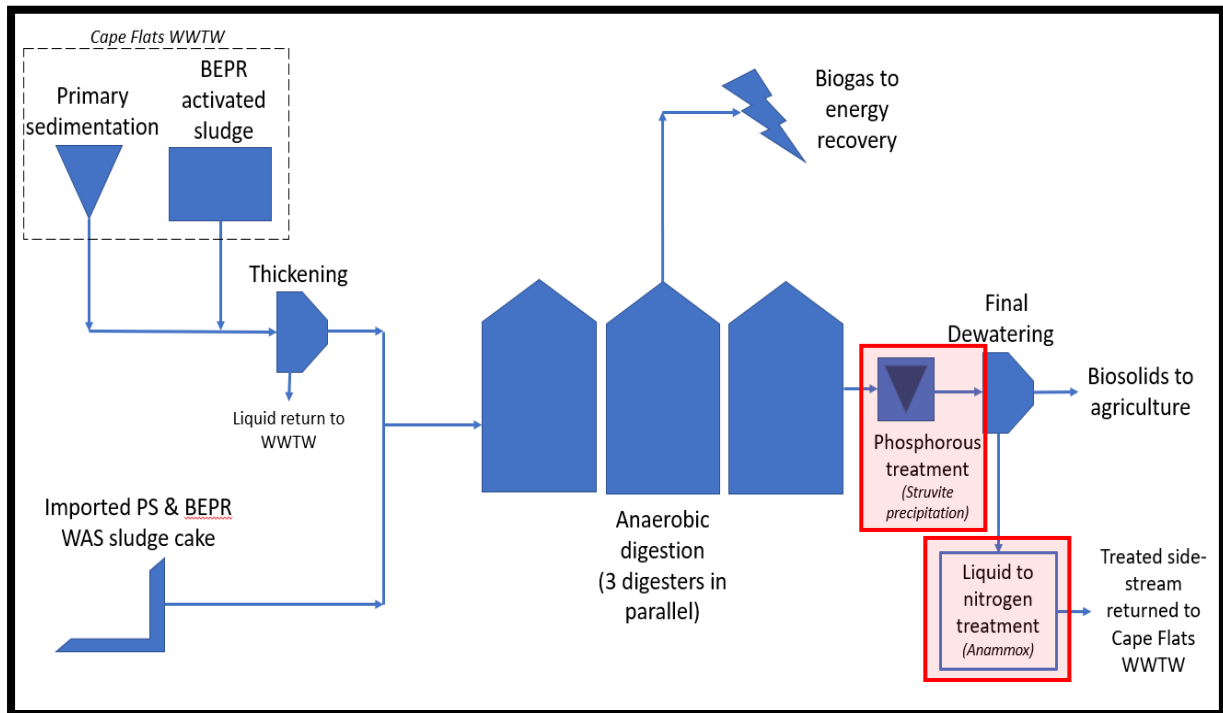 Cape Flats WWTW
Primary
sedimentation
BEPR
activated
sludge
Thickening
Liquid return to
WWTW
Imported PS & BEPR
WAS sludge cake
Biogas to
energy
recovery
Anaerobic
digestion
(3 digesters in
parallel)
Final
Dewatering
Phosphorous
treatment
(Struvite
precipitation)
Biosolids to
agriculture
Liquid to
nitrogen
treatment
(Anammox)
Treated side-
stream
returned to
Cape Flats
WWTW